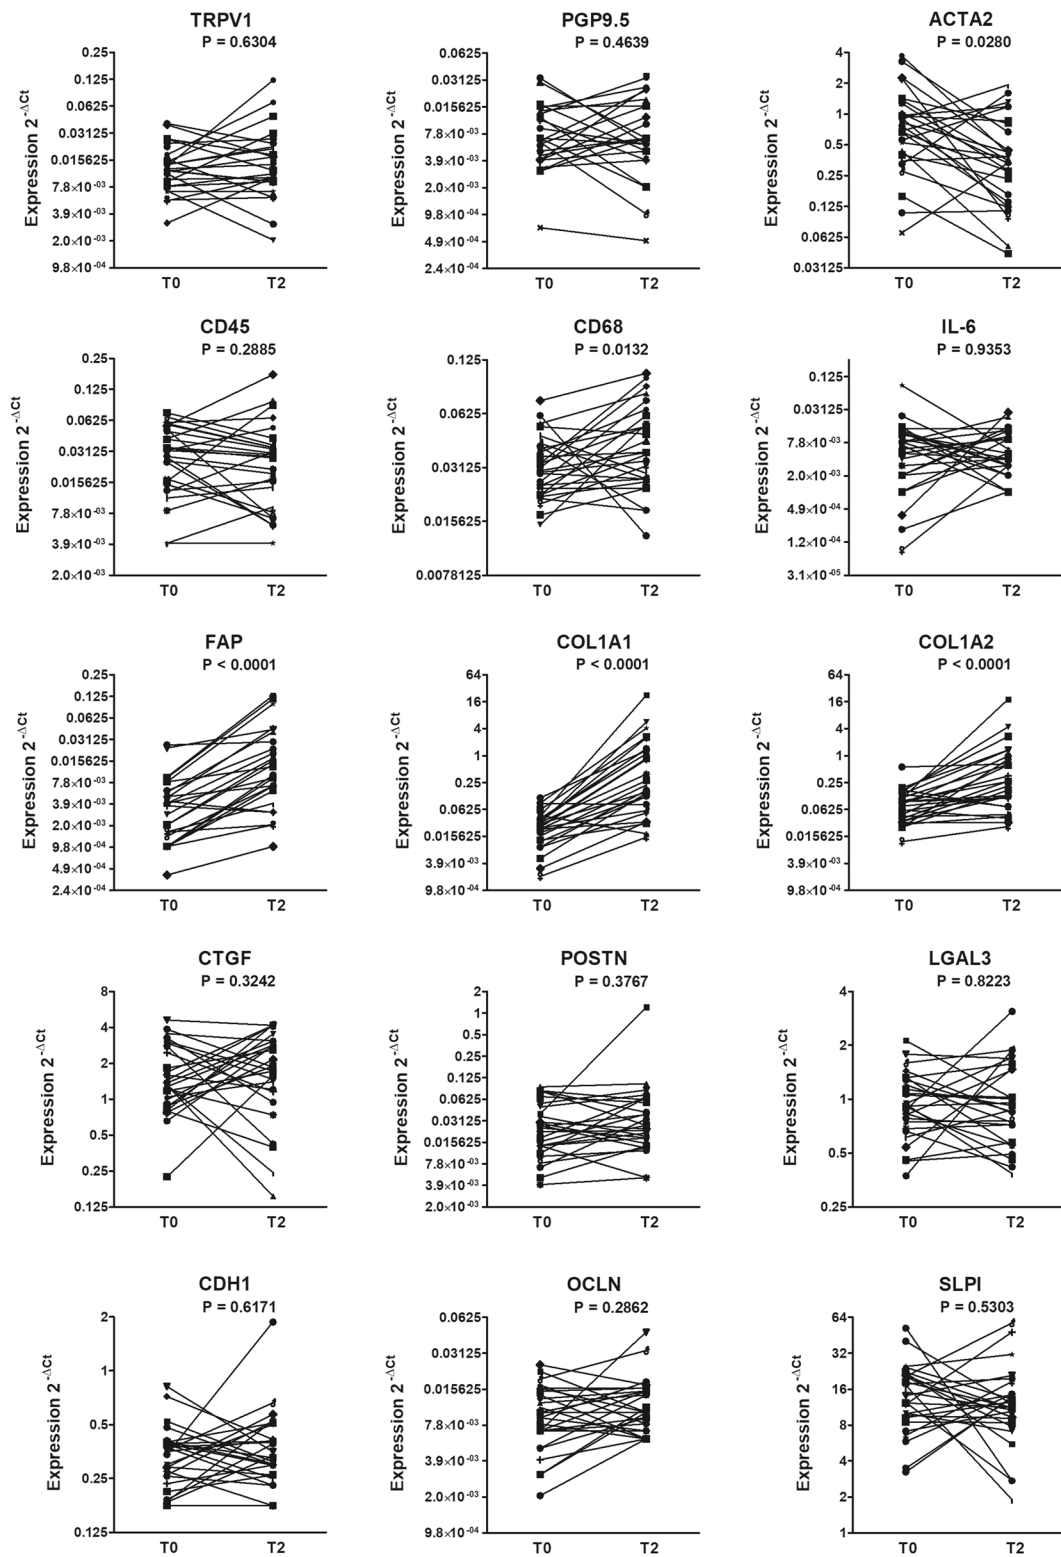 TRPV1
P = 0.6304
Expression 2^-ΔCt
0.25
0.125
0.0625
0.03125
0.015625
7.8×10^-03
3.9×10^-03
2.0×10^-03
9.8×10^-04
T0 T2
PGP9.5
P = 0.4639
Expression 2^-ΔCt
0.0625
0.03125
0.015625
7.8×10^-03
3.9×10^-03
2.0×10^-03
9.8×10^-04
4.9×10^-04
2.4×10^-04
T0 T2
ACTA2
P = 0.0280
Expression 2^-ΔCt
4
2
1
0.5
0.25
0.125
0.0625
0.03125
T0 T2
CD45
P = 0.2885
Expression 2^-ΔCt
0.25
0.125
0.0625
0.03125
0.015625
7.8×10^-03
3.9×10^-03
2.0×10^-03
T0 T2
CD68
P = 0.0132
Expression 2^-ΔCt
0.125
0.0625
0.03125
0.015625
0.0078125
T0 T2
IL-6
P = 0.9353
Expression 2^-ΔCt
0.125
0.03125
7.8×10^-03
2.0×10^-03
4.9×10^-04
1.2×10^-04
3.1×10^-05
T0 T2
FAP
P < 0.0001
Expression 2^-ΔCt
0.25
0.125
0.0625
0.03125
0.015625
7.8×10^-03
3.9×10^-03
2.0×10^-03
9.8×10^-04
4.9×10^-04
2.4×10^-04
T0 T2
COL1A1
P < 0.0001
Expression 2^-ΔCt
64
16
4
1
0.25
0.0625
0.015625
3.9×10^-03
9.8×10^-04
T0 T2
COL1A2
P < 0.0001
Expression 2^-ΔCt
64
16
4
1
0.25
0.0625
0.015625
3.9×10^-03
9.8×10^-04
T0 T2
CTGF
P = 0.3242
Expression 2^-ΔCt
8
4
2
1
0.5
0.25
0.125
T0 T2
POSTN
P = 0.3767
Expression 2^-ΔCt
2
1
0.5
0.25
0.125
0.0625
0.03125
0.015625
7.8×10^-03
3.9×10^-03
2.0×10^-03
T0 T2
LGAL3
P = 0.8223
Expression 2^-ΔCt
4
2
1
0.5
0.25
T0 T2
CDH1
P = 0.6171
Expression 2^-ΔCt
2
1
0.5
0.25
0.125
T0 T2
OCLN
P = 0.2862
Expression 2^-ΔCt
0.0625
0.03125
0.015625
7.8×10^-03
3.9×10^-03
2.0×10^-03
9.8×10^-04
T0 T2
SLPI
P = 0.5303
Expression 2^-ΔCt
64
32
16
8
4
2
1
T0 T2